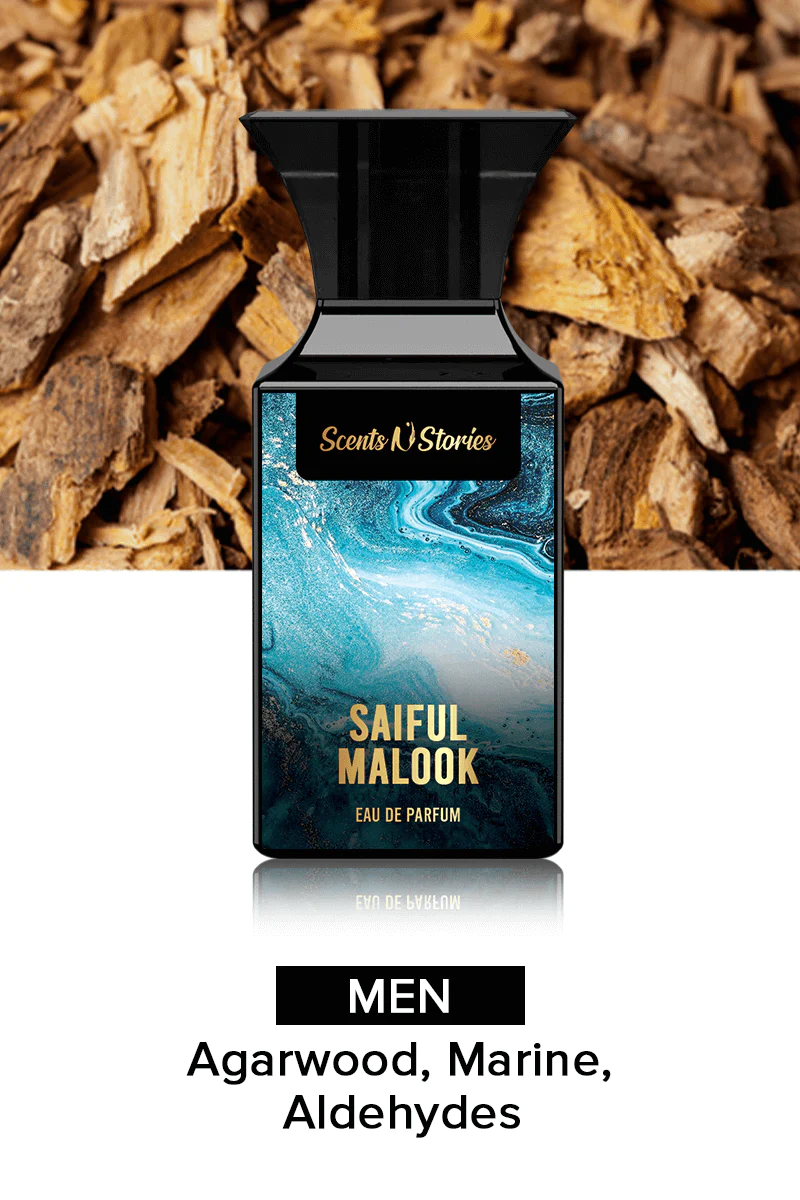 Scents N Stories
SAIFUL
MALOOK
EAU DE PARFUM
EAU DE PARFUM
MEN
Agarwood, Marine,
Aldehydes